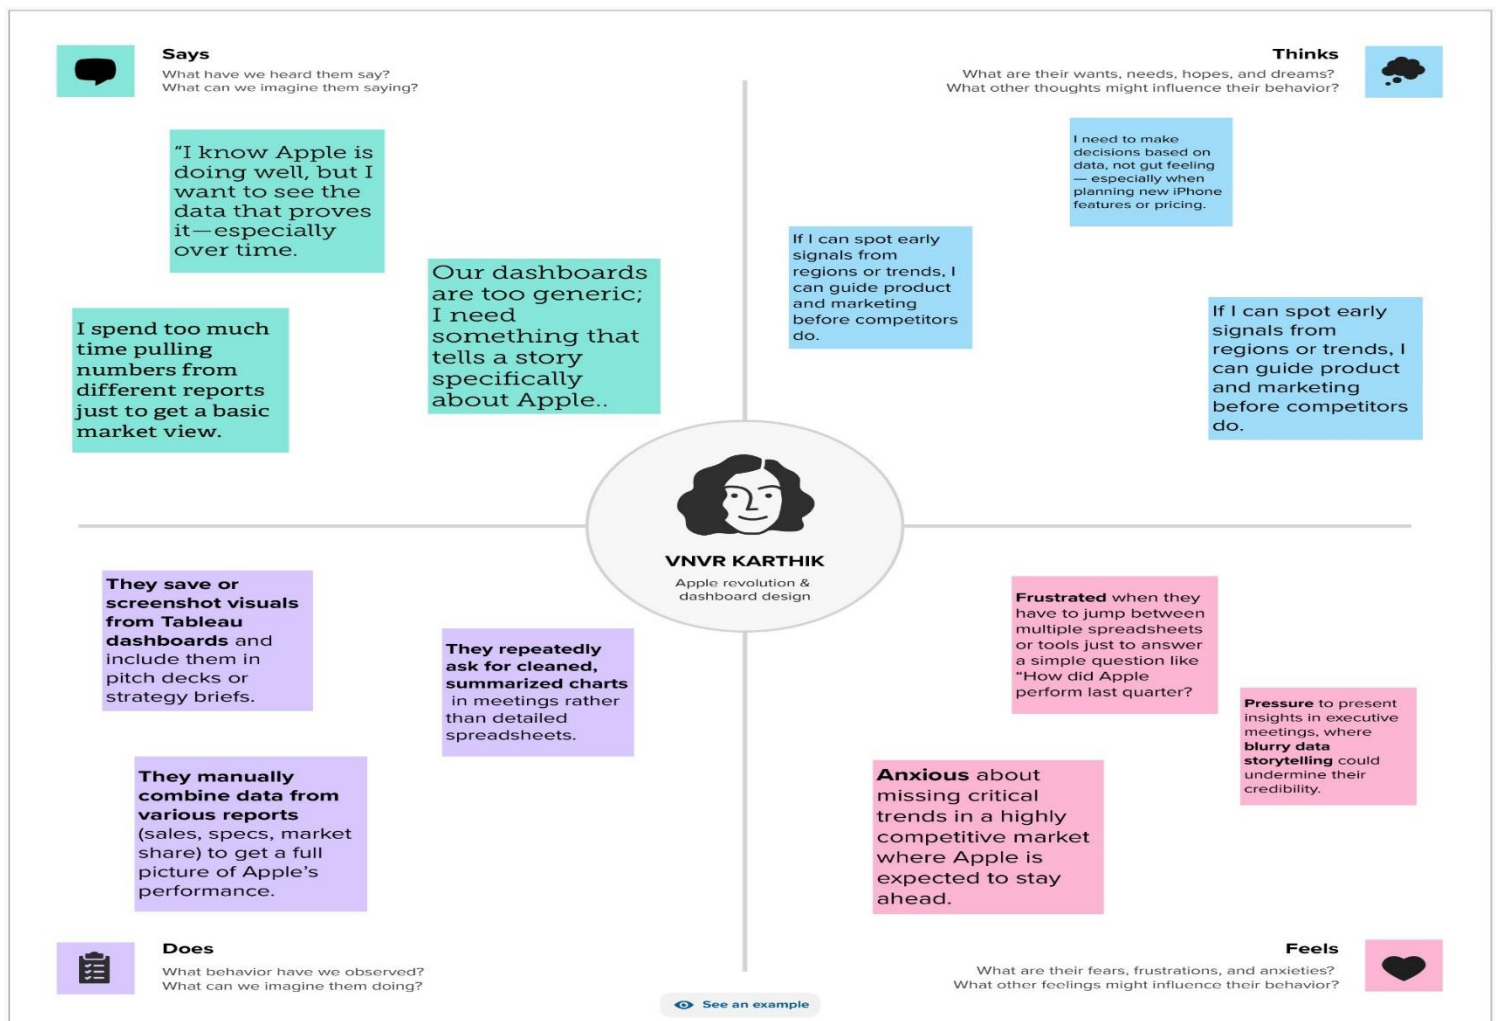 Says
What have we heard them say?
What can we imagine them saying?
"I know Apple is
doing well, but I
want to see the
data that proves
it—especially
over time.
Our dashboards
are too generic;
I need
something that
tells a story
specifically
about Apple..
I spend too much
time pulling
numbers from
different reports
just to get a basic
market view.
Thinks
What are their wants, needs, hopes, and dreams?
What other thoughts might influence their behavior?
I need to make
decisions based on
data, not gut feeling
— especially when
planning new iPhone
features or pricing.
If I can spot early
signals from
regions or trends, I
can guide product
and marketing
before competitors
do.
If I can spot early
signals from
regions or trends, I
can guide product
and marketing
before competitors
do.
VNVR KARTHIK
Apple revolution &
dashboard design
They save or
screenshot visuals
from Tableau
dashboards and
include them in
pitch decks or
strategy briefs.
They repeatedly
ask for cleaned,
summarized charts
in meetings rather
than detailed
spreadsheets.
They manually
combine data from
various reports
(sales, specs, market
share) to get a full
picture of Apple's
performance.
Does
What behavior have we observed?
What can we imagine them doing?
Frustrated when they
have to jump between
multiple spreadsheets
or tools just to answer
a simple question like
"How did Apple
perform last quarter?
Pressure to present
insights in executive
meetings, where
blurry data
storytelling could
undermine their
credibility.
Anxious about
missing critical
trends in a highly
competitive market
where Apple is
expected to stay
ahead.
Feels
What are their fears, frustrations, and anxieties?
What other feelings might influence their behavior?
See an example